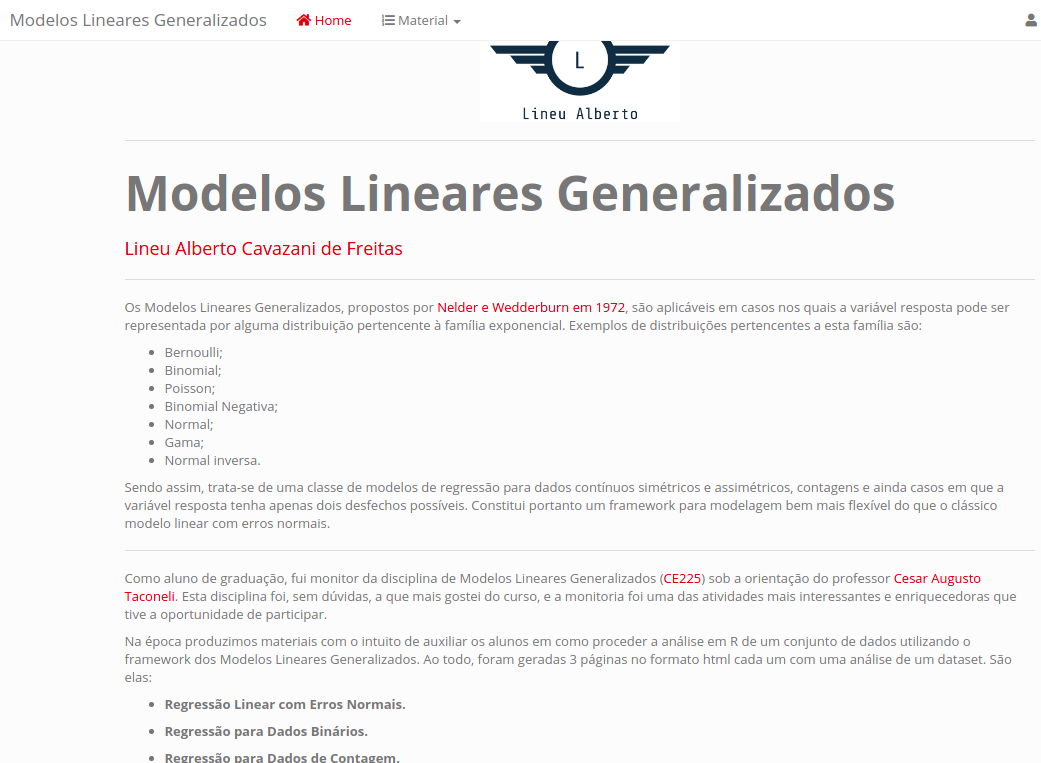 Modelos Lineares Generalizados Home Material
L
Lineu Alberto
Modelos Lineares Generalizados
Lineu Alberto Cavazani de Freitas
Os Modelos Lineares Generalizados, propostos por Nelder e Wedderburn em 1972, são aplicáveis em casos nos quais a variável resposta pode ser
representada por alguma distribuição pertencente à família exponencial. Exemplos de distribuições pertencentes a esta família são:
• Bernoulli;
• Binomial;
• Poisson;
• Binomial Negativa;
• Normal;
• Gama;
• Normal inversa.
Sendo assim, trata-se de uma classe de modelos de regressão para dados contínuos simétricos e assimétricos, contagens e ainda casos em que a
variável resposta tenha apenas dois desfechos possíveis. Constitui portanto um framework para modelagem bem mais flexível do que o clássico
modelo linear com erros normais.
Como aluno de graduação, fui monitor da disciplina de Modelos Lineares Generalizados (CE225) sob a orientação do professor Cesar Augusto
Taconeli. Esta disciplina foi, sem dúvidas, a que mais gostei do curso, e a monitoria foi uma das atividades mais interessantes e enriquecedoras que
tive a oportunidade de participar.
Na época produzimos materiais com o intuito de auxiliar os alunos em como proceder a análise em R de um conjunto de dados utilizando o
framework dos Modelos Lineares Generalizados. Ao todo, foram geradas 3 páginas no formato html cada um com uma análise de um dataset. São
elas:
• Regressão Linear com Erros Normais.
• Regressão para Dados Binários.
• Regressão para Dados de Contagem.